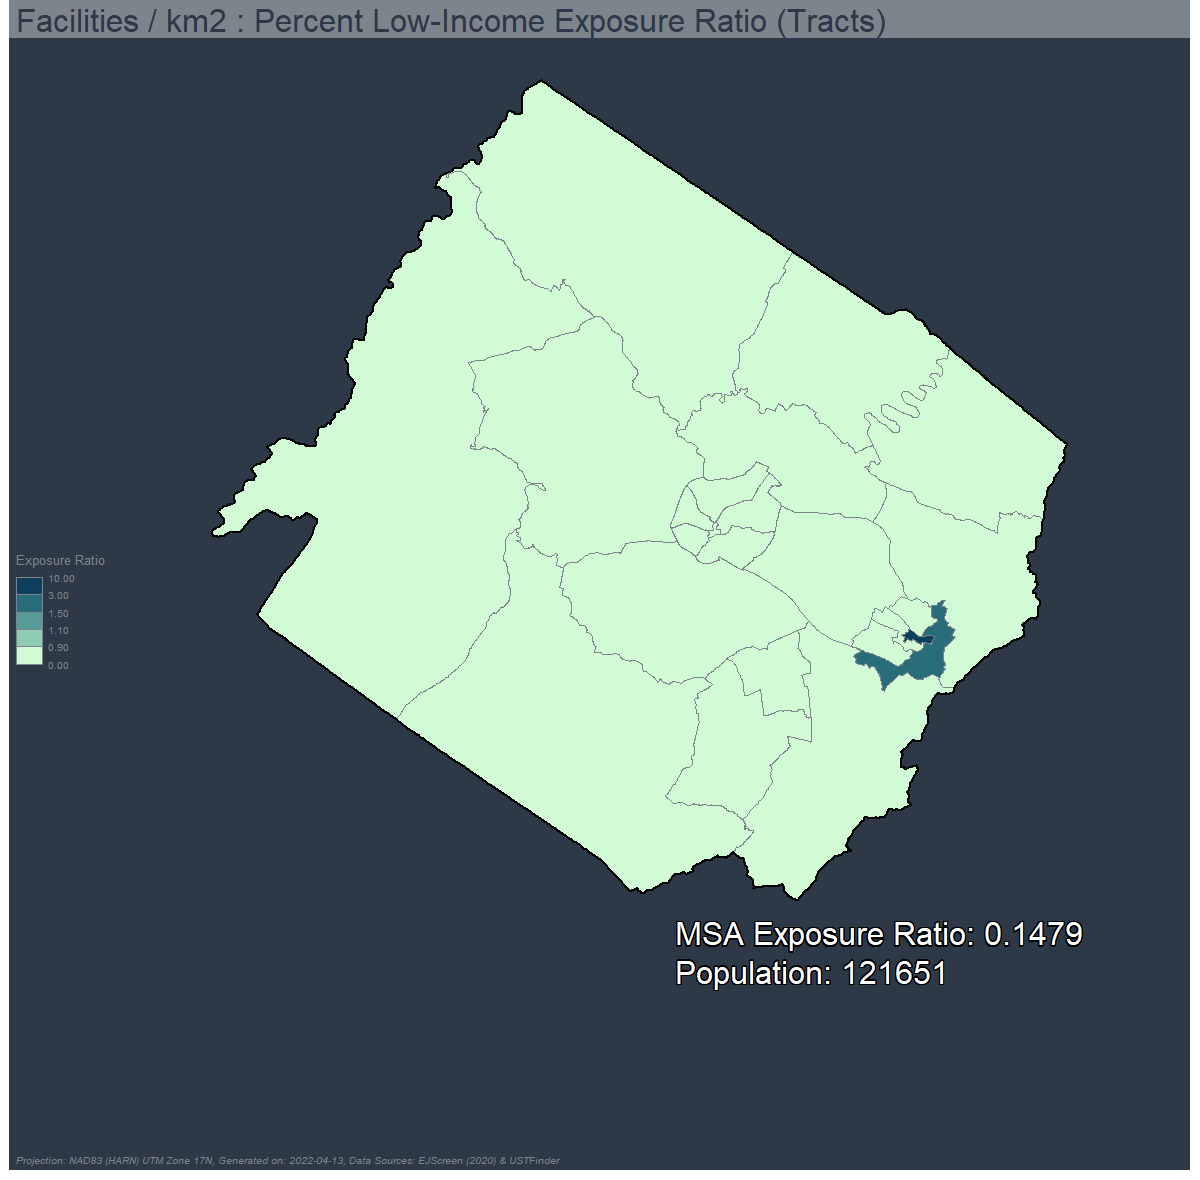 Facilities / km2 : Percent Low-Income Exposure Ratio (Tracts)
Exposure Ratio
10.00
3.00
1.50
1.10
0.90
0.00
MSA Exposure Ratio: 0.1479
Population: 121651
Projection: NAD83 (HARN) UTM Zone 17N, Generated on: 2022-04-13, Data Sources: EJScreen (2020) & USTFinder